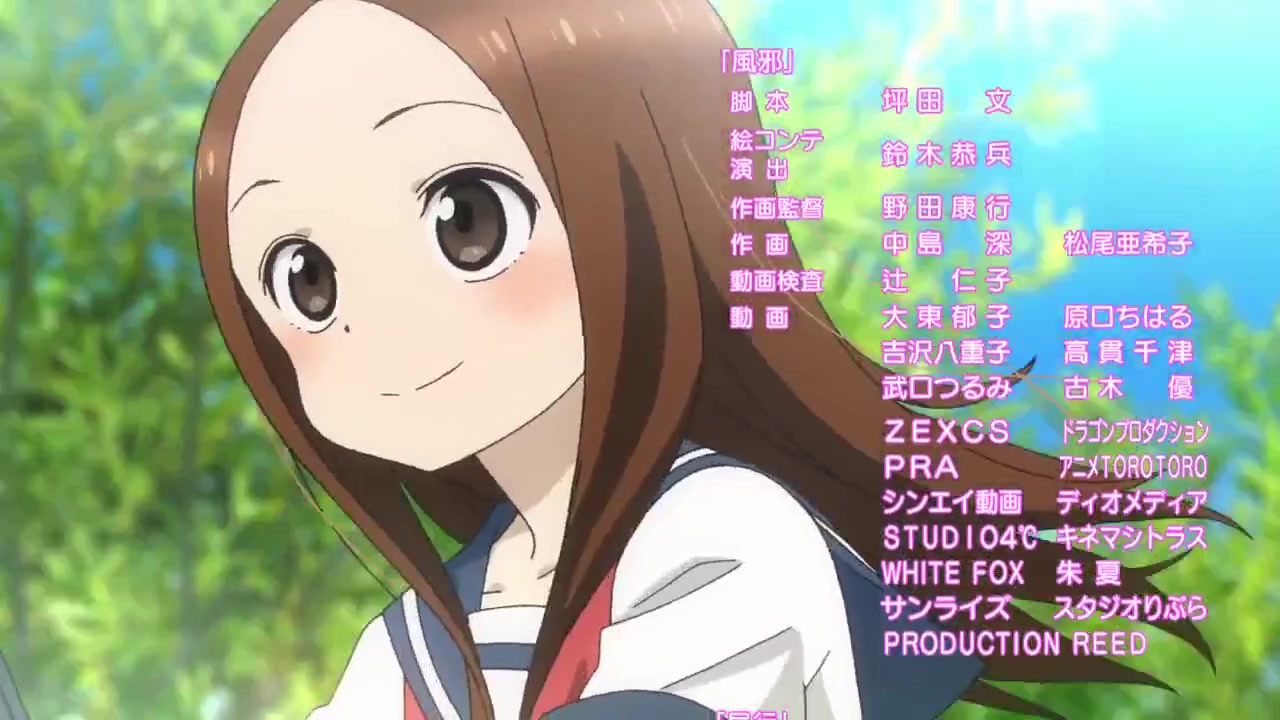 「風邪」
脚 本 坪田 文
絵コンテ
演 出 鈴木恭兵
作画監督 野田康行
作 画 中島 深 松尾亜希子
動画検査 辻 仁子
動 画 大東郁子 原口ちはる
吉沢八重子 高貫千津
武口つるみ 古木 優
ZEXCS ドラゴンプロダクション
PRA アニメTOROTORO
シンエイ動画 ディオメディア
STUDIO4℃ キネマシトラス
WHITE FOX 朱夏
サンライズ スタジオりぶら
PRODUCTION REED